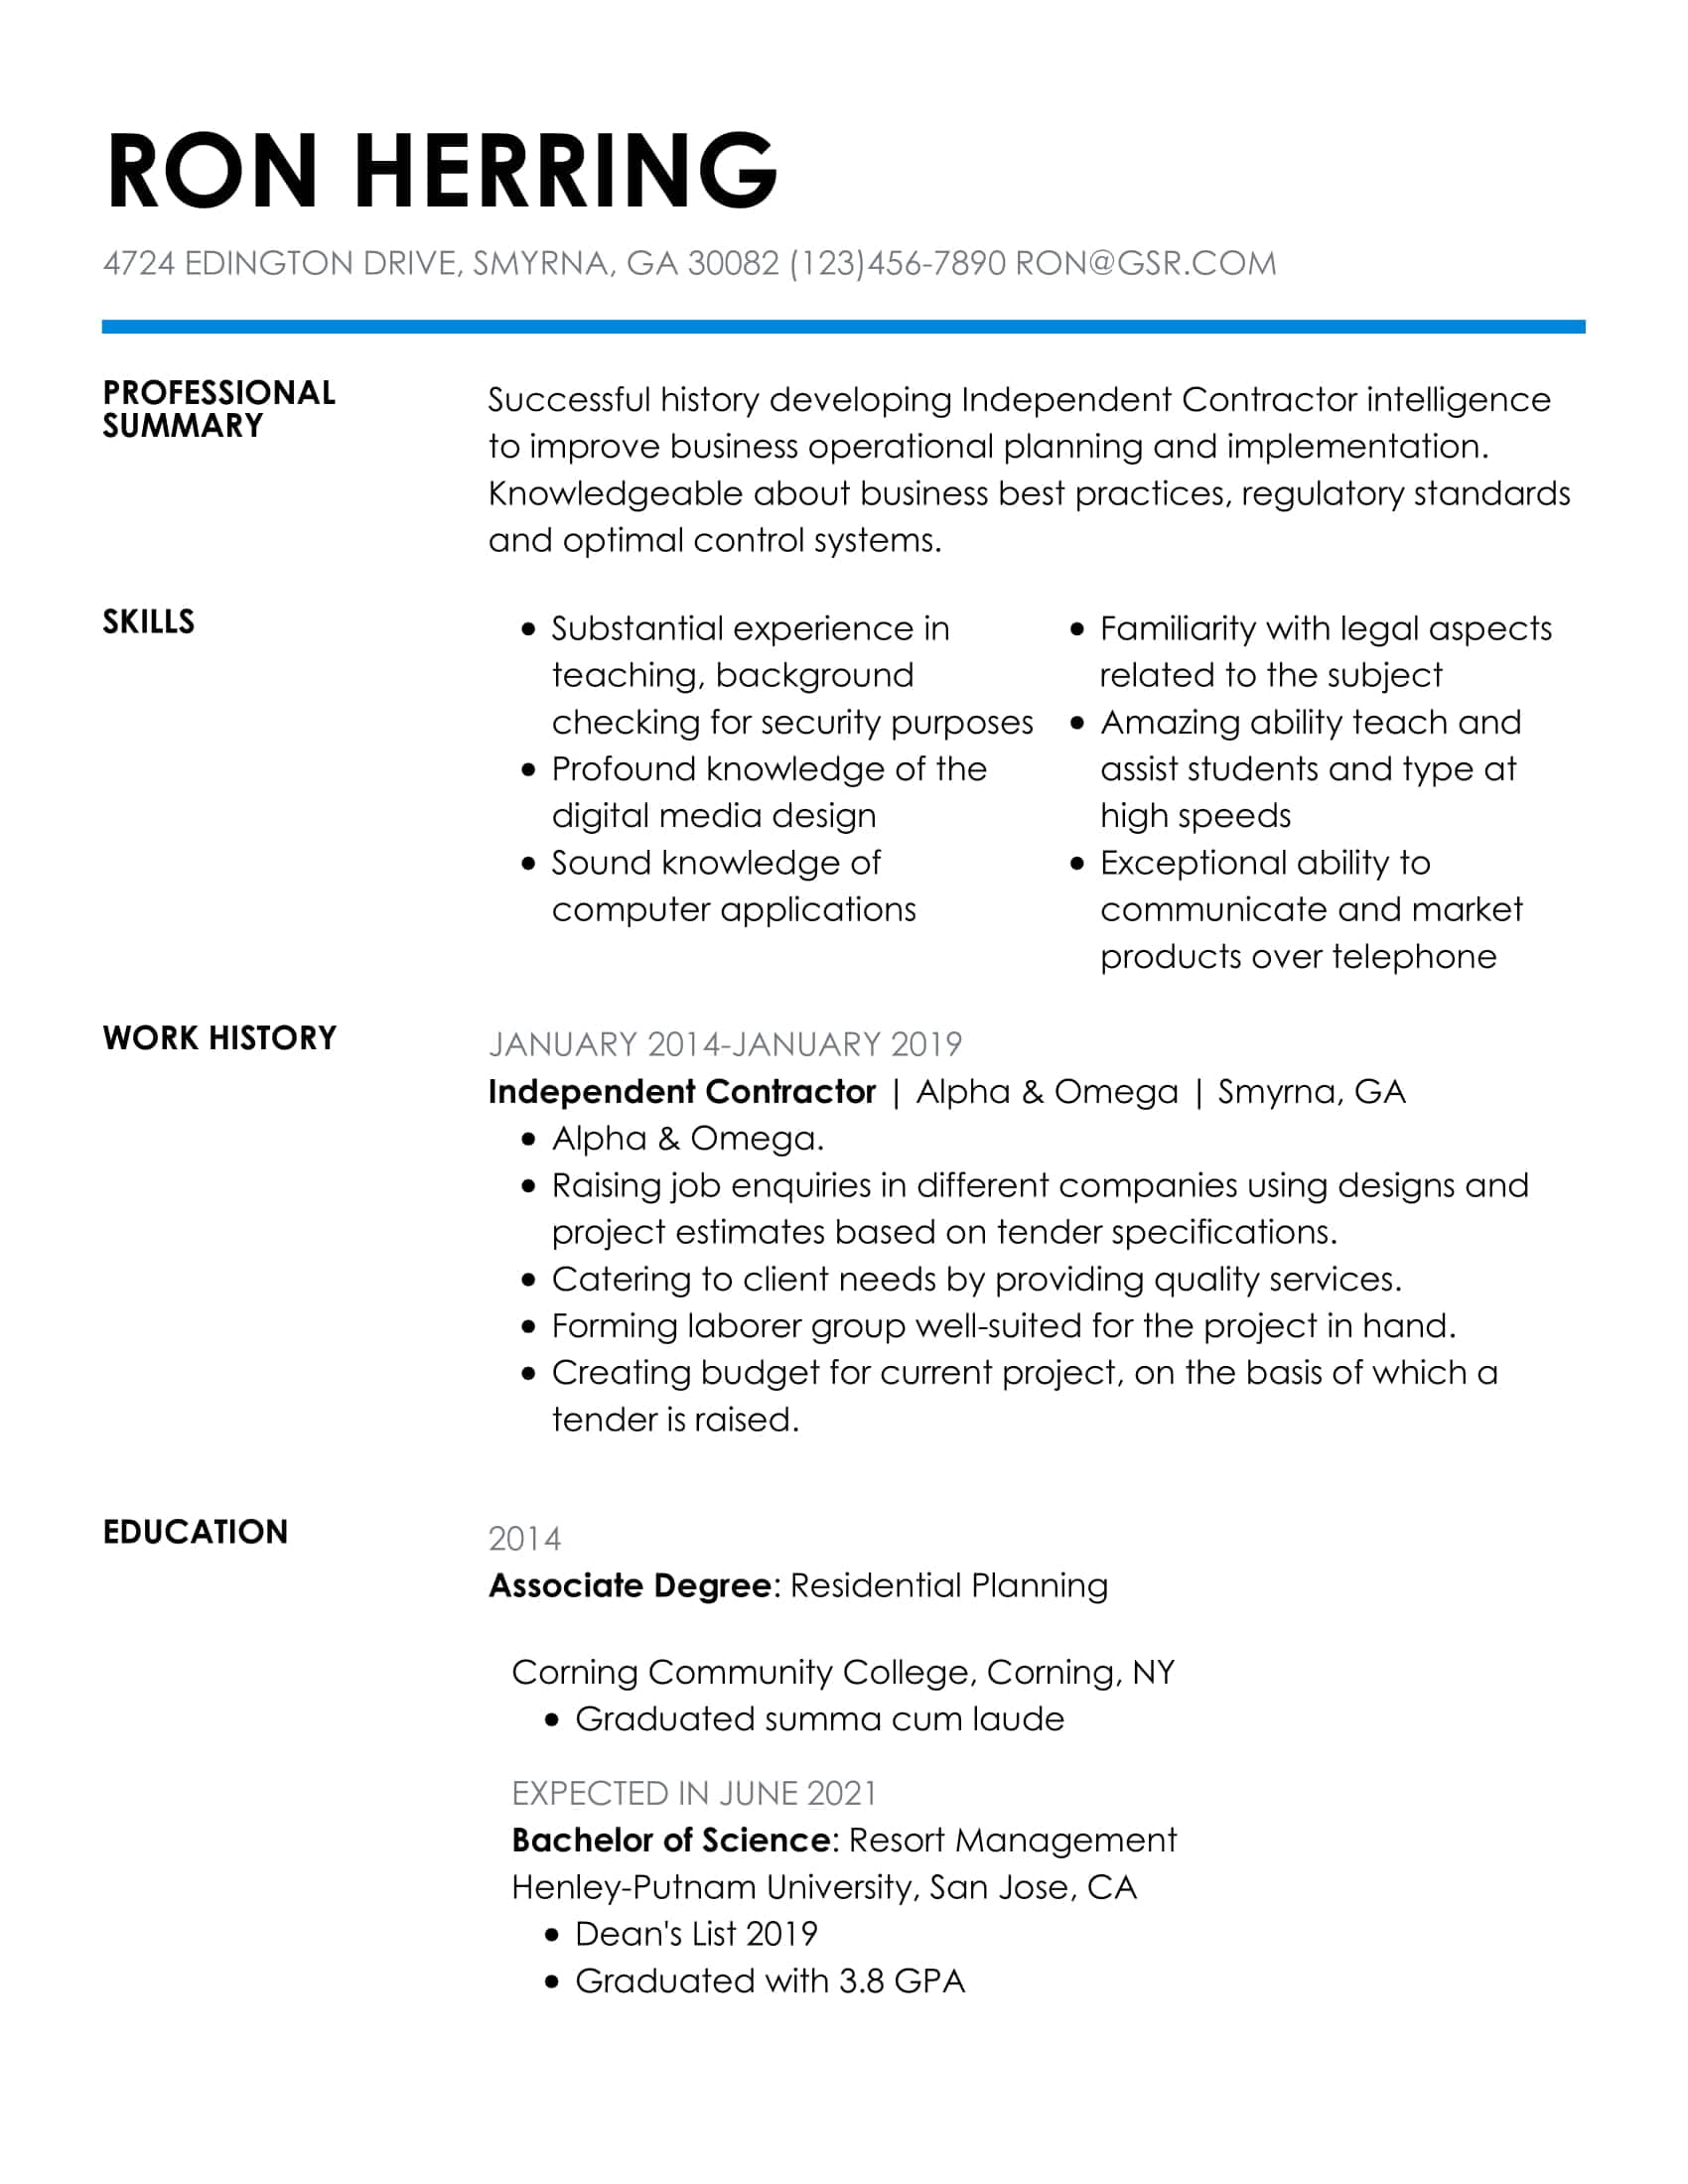 RON HERRING
4724 EDINGTON DRIVE, SMYRNA, GA 30082 (123)456-7890 RON@GSR.COM
PROFESSIONAL
SUMMARY
Successful history developing Independent Contractor intelligence
to improve business operational planning and implementation.
Knowledgeable about business best practices, regulatory standards
and optimal control systems.
SKILLS
• Substantial experience in
teaching, background
checking for security purposes
• Profound knowledge of the
digital media design
• Sound knowledge of
computer applications
• Familiarity with legal aspects
related to the subject
• Amazing ability teach and
assist students and type at
high speeds
• Exceptional ability to
communicate and market
products over telephone
WORK HISTORY
JANUARY 2014-JANUARY 2019
Independent Contractor | Alpha & Omega | Smyrna, GA
• Alpha & Omega.
• Raising job enquiries in different companies using designs and
project estimates based on tender specifications.
• Catering to client needs by providing quality services.
• Forming laborer group well-suited for the project in hand.
• Creating budget for current project, on the basis of which a
tender is raised.
EDUCATION
2014
Associate Degree: Residential Planning
Corning Community College, Corning, NY
• Graduated summa cum laude
EXPECTED IN JUNE 2021
Bachelor of Science: Resort Management
Henley-Putnam University, San Jose, CA
• Dean's List 2019
• Graduated with 3.8 GPA